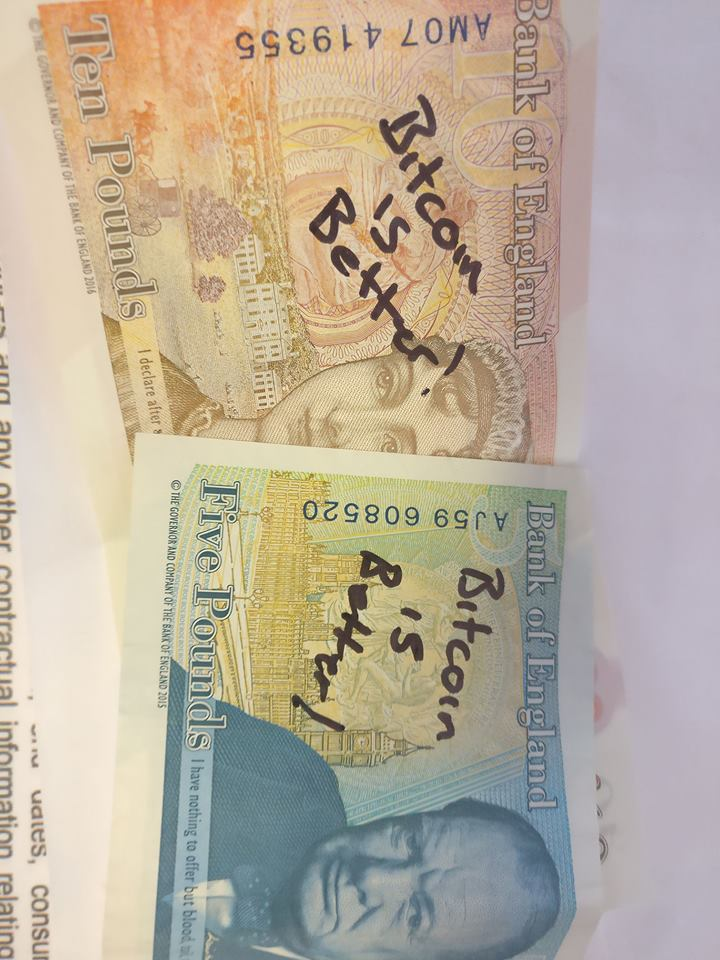 Bank of England
AM07 419355
Bitcoin
is
Better!
Ten Pounds
I declare after
© THE GOVERNOR AND COMPANY OF THE BANK OF ENGLAND 2016
Bank of England
AJ59 608520
Bitcoin
is
Better!
Five Pounds
I have nothing to offer but blood,
© THE GOVERNOR AND COMPANY OF THE BANK OF ENGLAND 2015
dates, consu
and any other contractual information relating